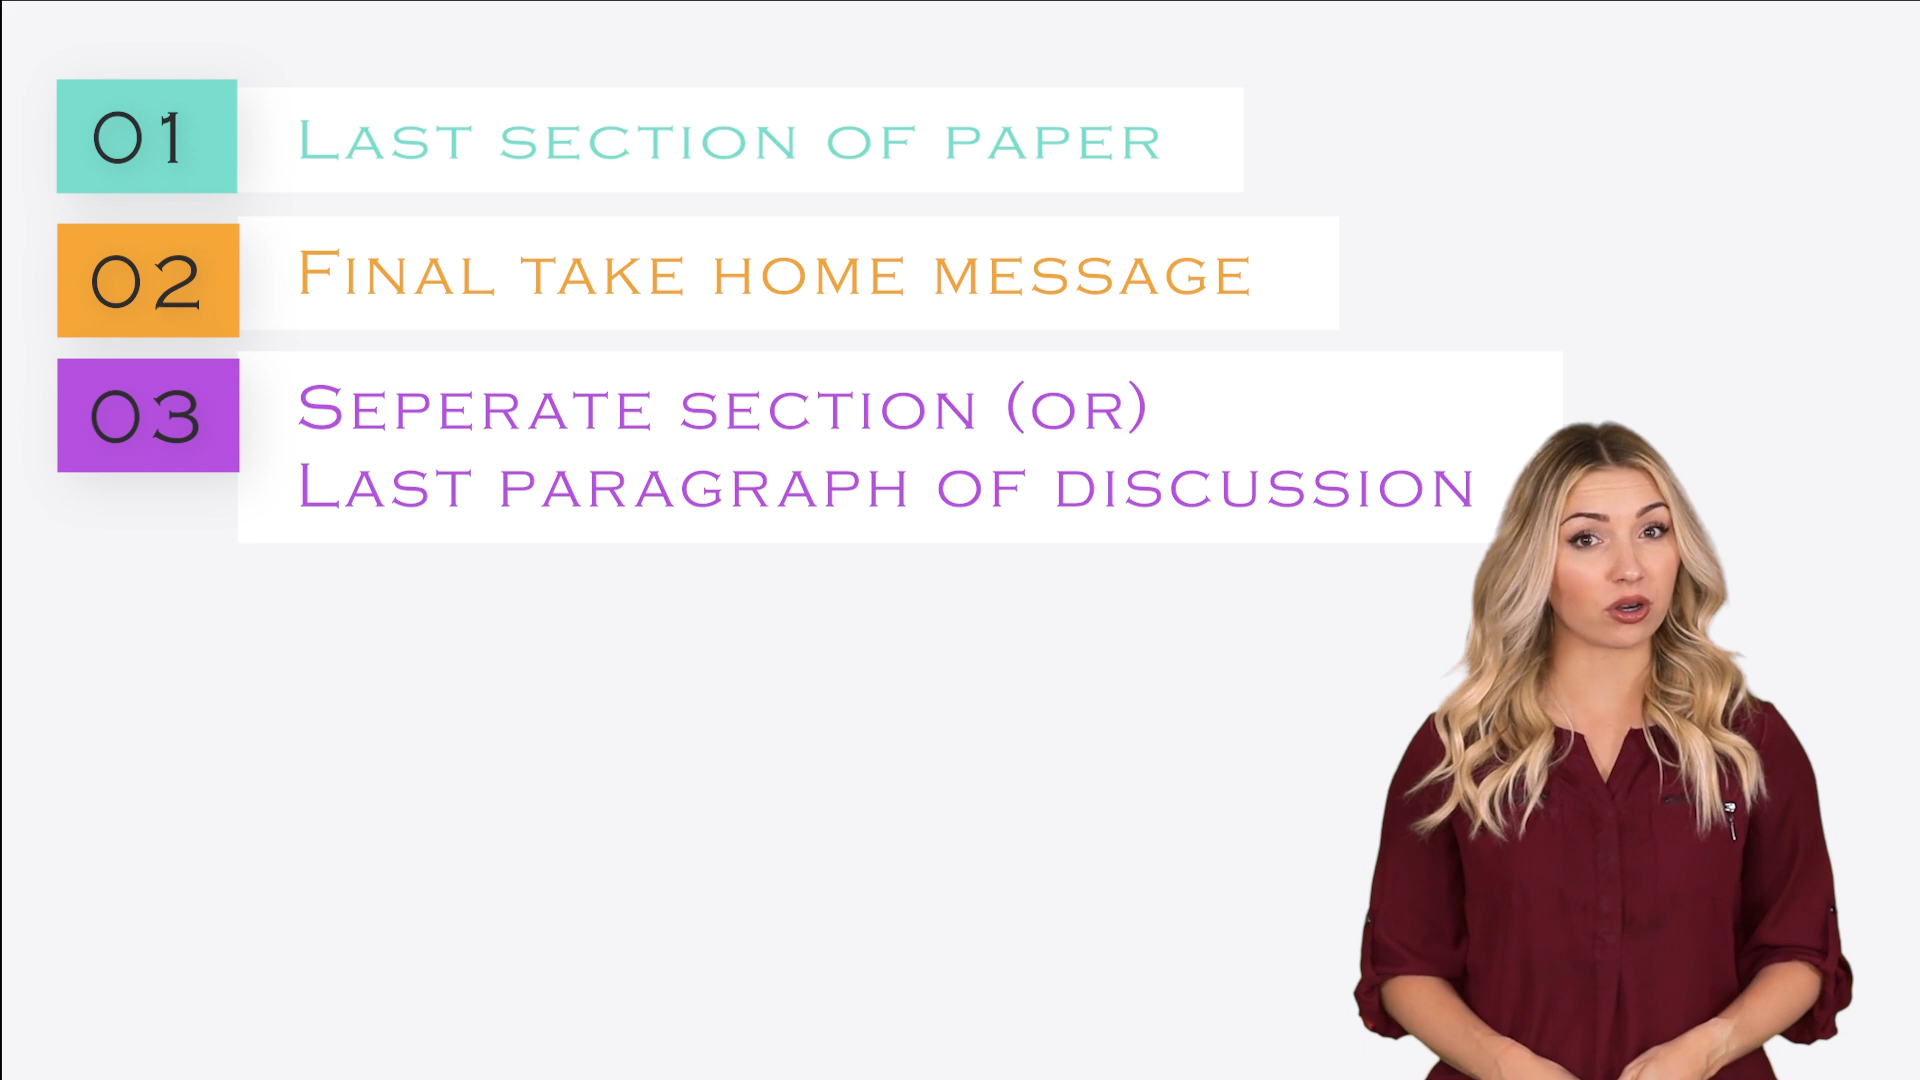 01 Last section of paper
02 Final take home message
03 Seperate section (or)
Last paragraph of discussion